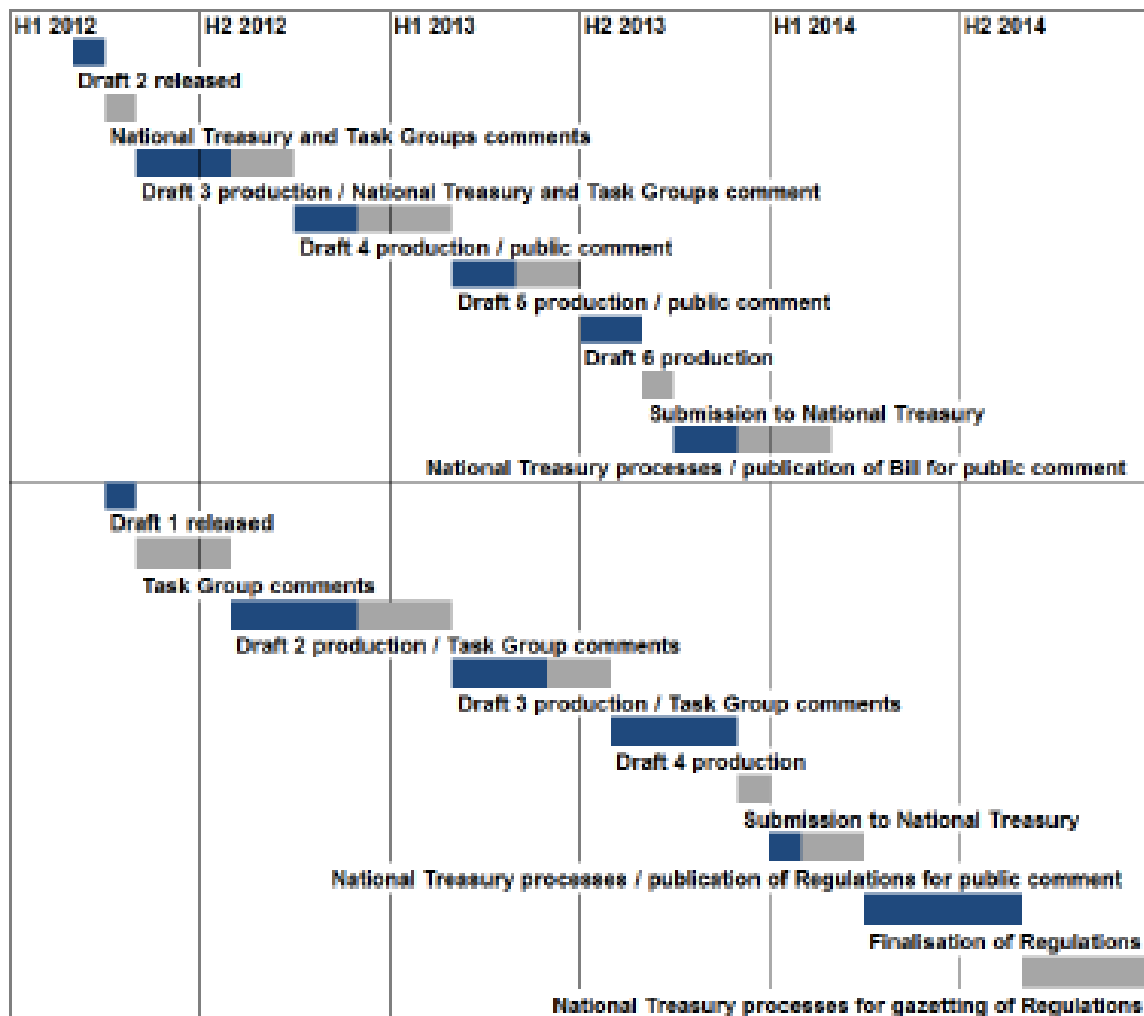 H1 2012 H2 2012 H1 2013 H2 2013 H1 2014 H2 2014
Draft 2 released
National Treasury and Task Groups comments
Draft 3 production / National Treasury and Task Groups comment
Draft 4 production / public comment
Draft 5 production / public comment
Draft 6 production
Submission to National Treasury
National Treasury processes / publication of Bill for public comment
Draft 1 released
Task Group comments
Draft 2 production / Task Group comments
Draft 3 production / Task Group comments
Draft 4 production
Submission to National Treasury
National Treasury processes / publication of Regulations for public comment
Finalisation of Regulations
National Treasury processes for gazetting of Regulations